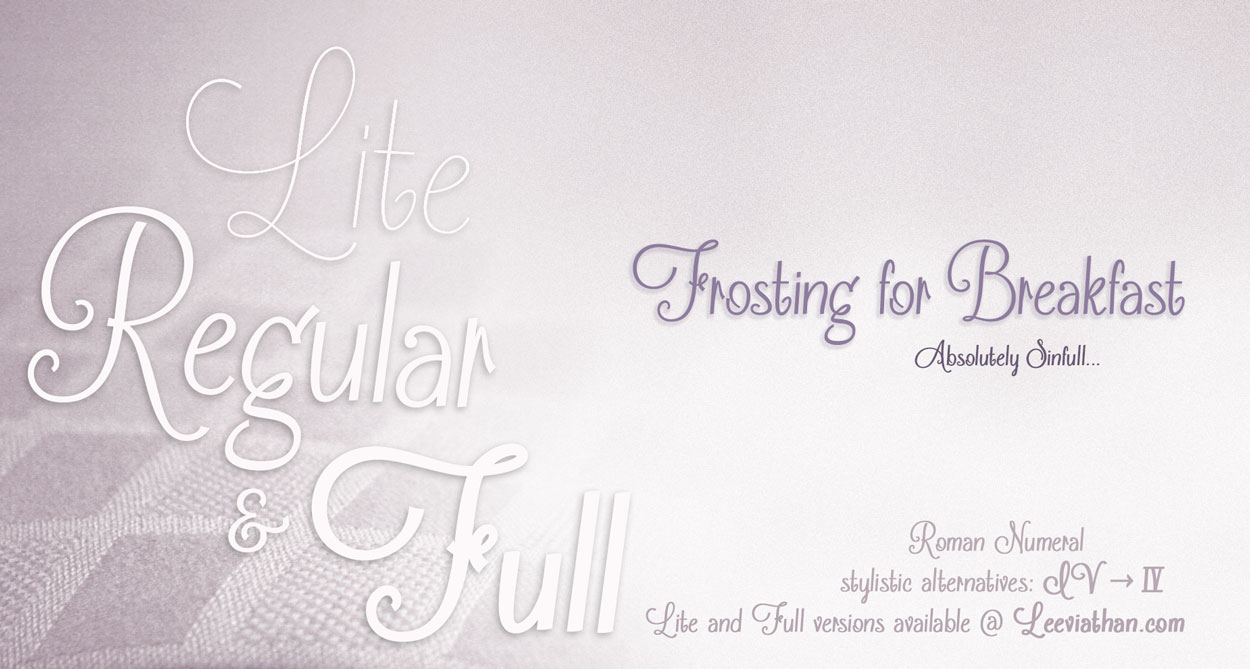 Lite
Regular
& Full
Frosting for Breakfast
Absolutely Sinfull...
Roman Numeral
stylistic alternatives: IV → Ⅳ
Lite and Full versions available @ Leeviathan.com